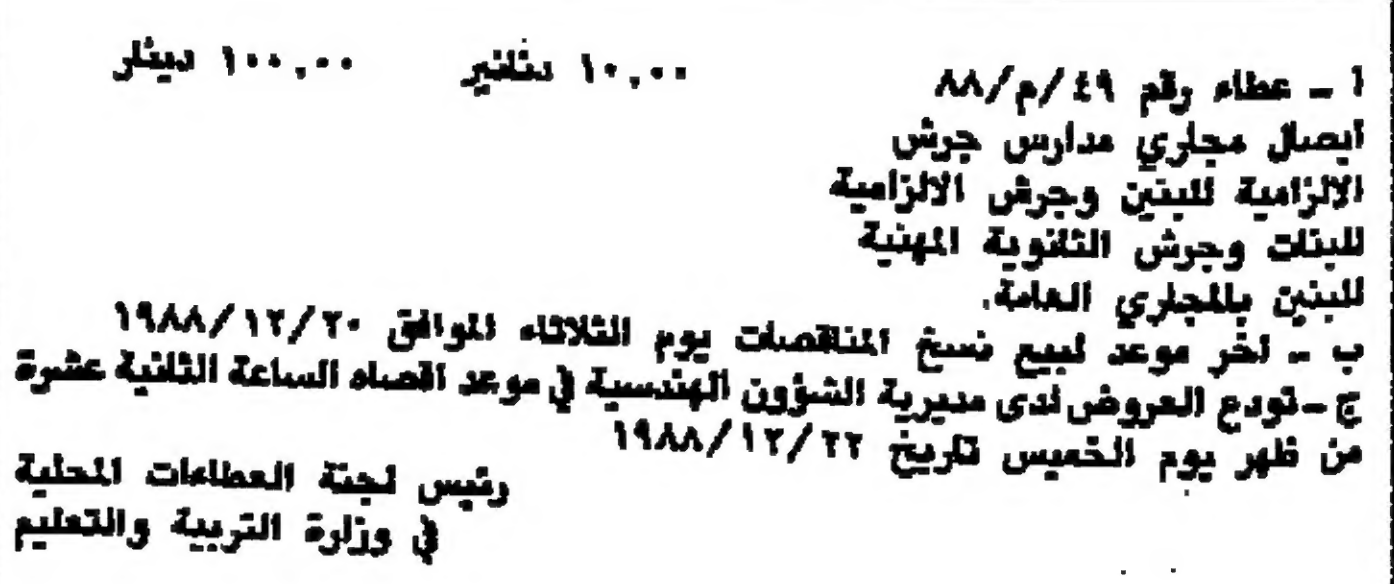 أ - عطاء رقم ٤٩/م/٨٨ ١٠,٠٠ دنانير ١٠٠,٠٠ دينار
ايصال مجاري مدارس جرش
الالزامية للبنين وجرش الالزامية
للبنات وجرش الثانوية المهنية
للبنين بالمجاري العامة.
ب - آخر موعد لبيع نسخ المناقصات يوم الثلاثاء الموافق ١٩٨٨/١٢/٢٠
ج - تودع العروض لدى مديرية الشؤون الهندسية في موعد اقصاه الساعة الثانية عشرة
من ظهر يوم الخميس تاريخ ١٩٨٨/١٢/٢٢
رئيس لجنة العطاءات المحلية
في وزارة التربية والتعليم